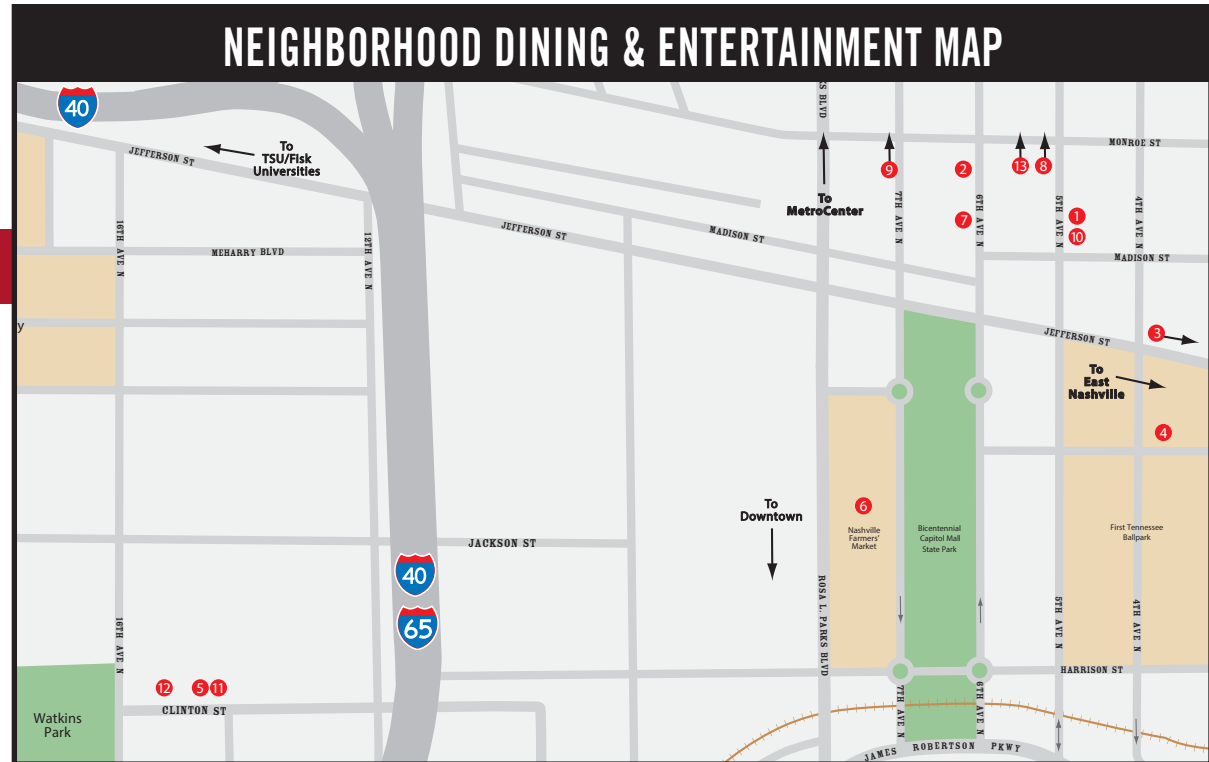 NEIGHBORHOOD DINING & ENTERTAINMENT MAP
40
JEFFERSON ST
To
TSU/Fisk
Universities
KS BLVD
MONROE ST
9
2
13
8
To
MetroCenter
7TH AVE N
6TH AVE N
5TH AVE N
4TH AVE N
7
1
10
16TH AVE N
MEHARRY BLVD
12TH AVE N
JEFFERSON ST
MADISON ST
MADISON ST
y
JEFFERSON ST
3
To
East
Nashville
4
To
Downtown
6
Nashville
Farmers'
Market
Bicentennial
Capitol Mall
State Park
First Tennessee
Ballpark
JACKSON ST
40
65
ROSA L. PARKS BLVD
5TH AVE N
4TH AVE N
16TH AVE N
HARRISON ST
12
5
11
CLINTON ST
Watkins
Park
7TH AVE N
6TH AVE N
JAMES ROBERTSON PKWY